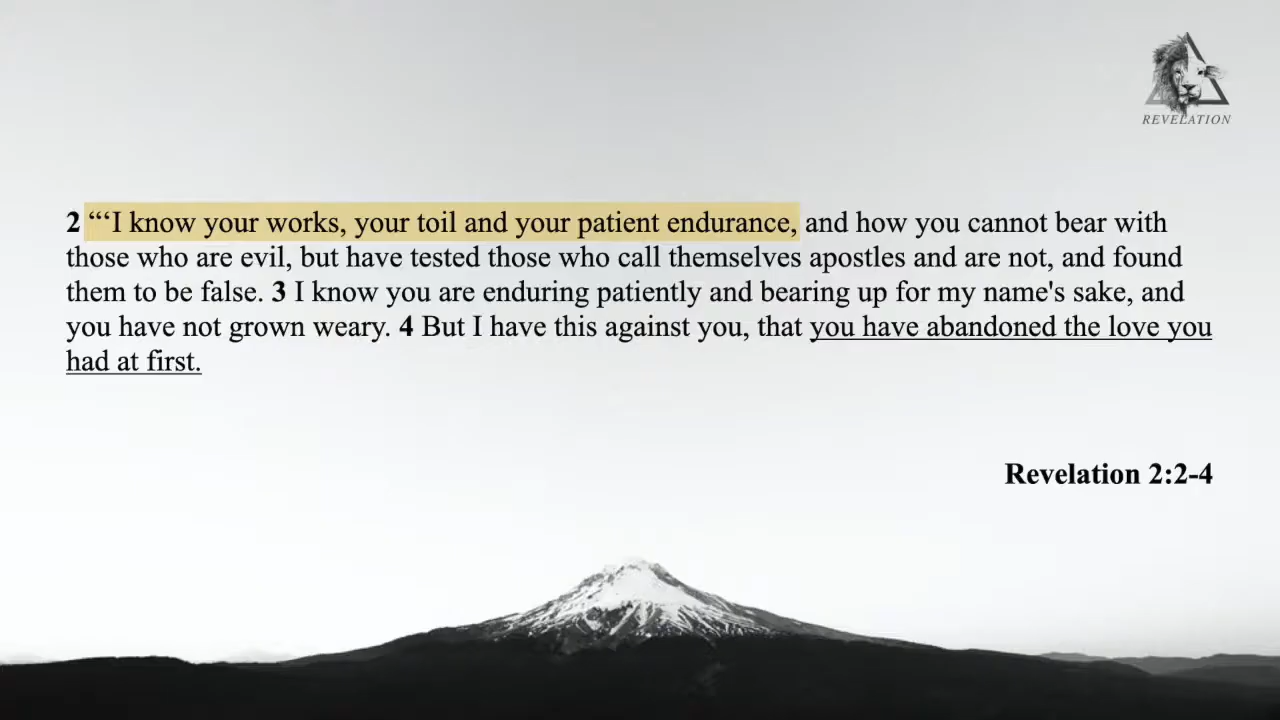 REVELATION
2 “‘I know your works, your toil and your patient endurance, and how you cannot bear with
those who are evil, but have tested those who call themselves apostles and are not, and found
them to be false. 3 I know you are enduring patiently and bearing up for my name's sake, and
you have not grown weary. 4 But I have this against you, that you have abandoned the love you
had at first.
Revelation 2:2-4